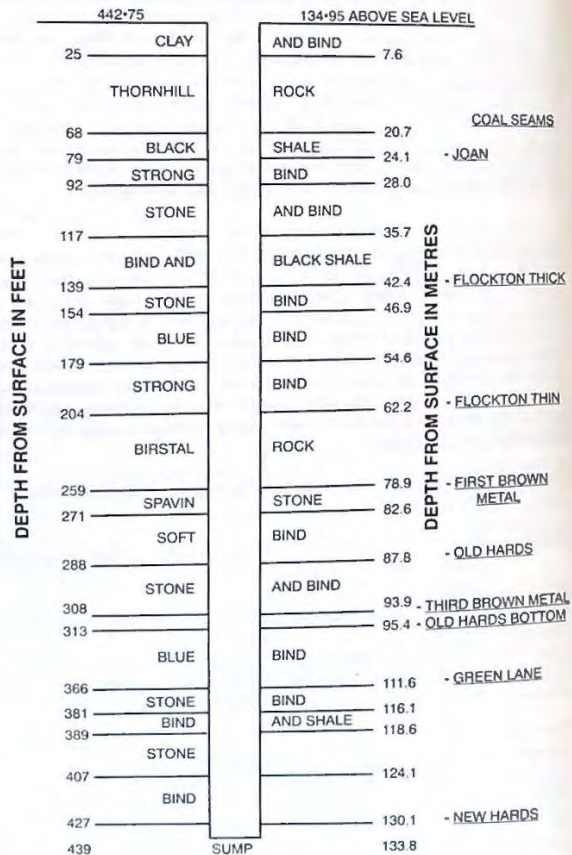 442·75 134·95 ABOVE SEA LEVEL
CLAY AND BIND
25 7.6
THORNHILL ROCK
COAL SEAMS
68 20.7
BLACK SHALE
79 24.1 - JOAN
STRONG BIND
92 28.0
STONE AND BIND
117 35.7
BIND AND BLACK SHALE
139 42.4 - FLOCKTON THICK
STONE BIND
154 46.9
BLUE BIND
179 54.6
STRONG BIND
204 62.2 - FLOCKTON THIN
BIRSTAL ROCK
259 78.9 - FIRST BROWN
METAL
SPAVIN STONE
271 82.6
SOFT BIND
288 87.8 - OLD HARDS
STONE AND BIND
308 93.9 - THIRD BROWN METAL
313 95.4 - OLD HARDS BOTTOM
BLUE BIND
366 111.6 - GREEN LANE
STONE BIND
381 116.1
BIND AND SHALE
389 118.6
STONE
407 124.1
BIND
427 130.1 - NEW HARDS
439 SUMP 133.8
DEPTH FROM SURFACE IN FEET
DEPTH FROM SURFACE IN METRES